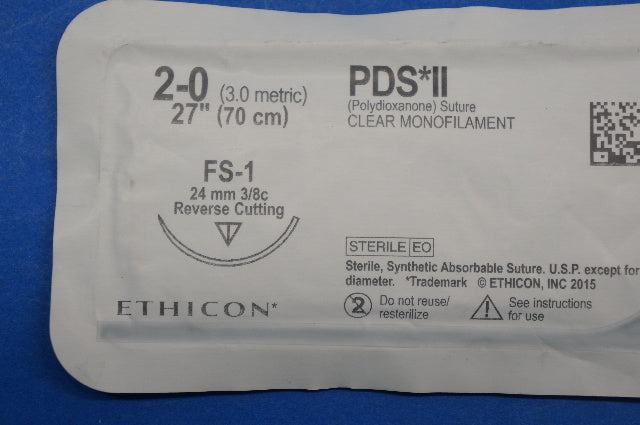 2-0 (3.0 metric)
27" (70 cm)
PDS*II
(Polydioxanone) Suture
CLEAR MONOFILAMENT
FS-1
24 mm 3/8c
Reverse Cutting
STERILE EO
Sterile, Synthetic Absorbable Suture. U.S.P. except for
diameter. *Trademark © ETHICON, INC 2015
ETHICON*
2 Do not reuse/
resterilize
See instructions
for use